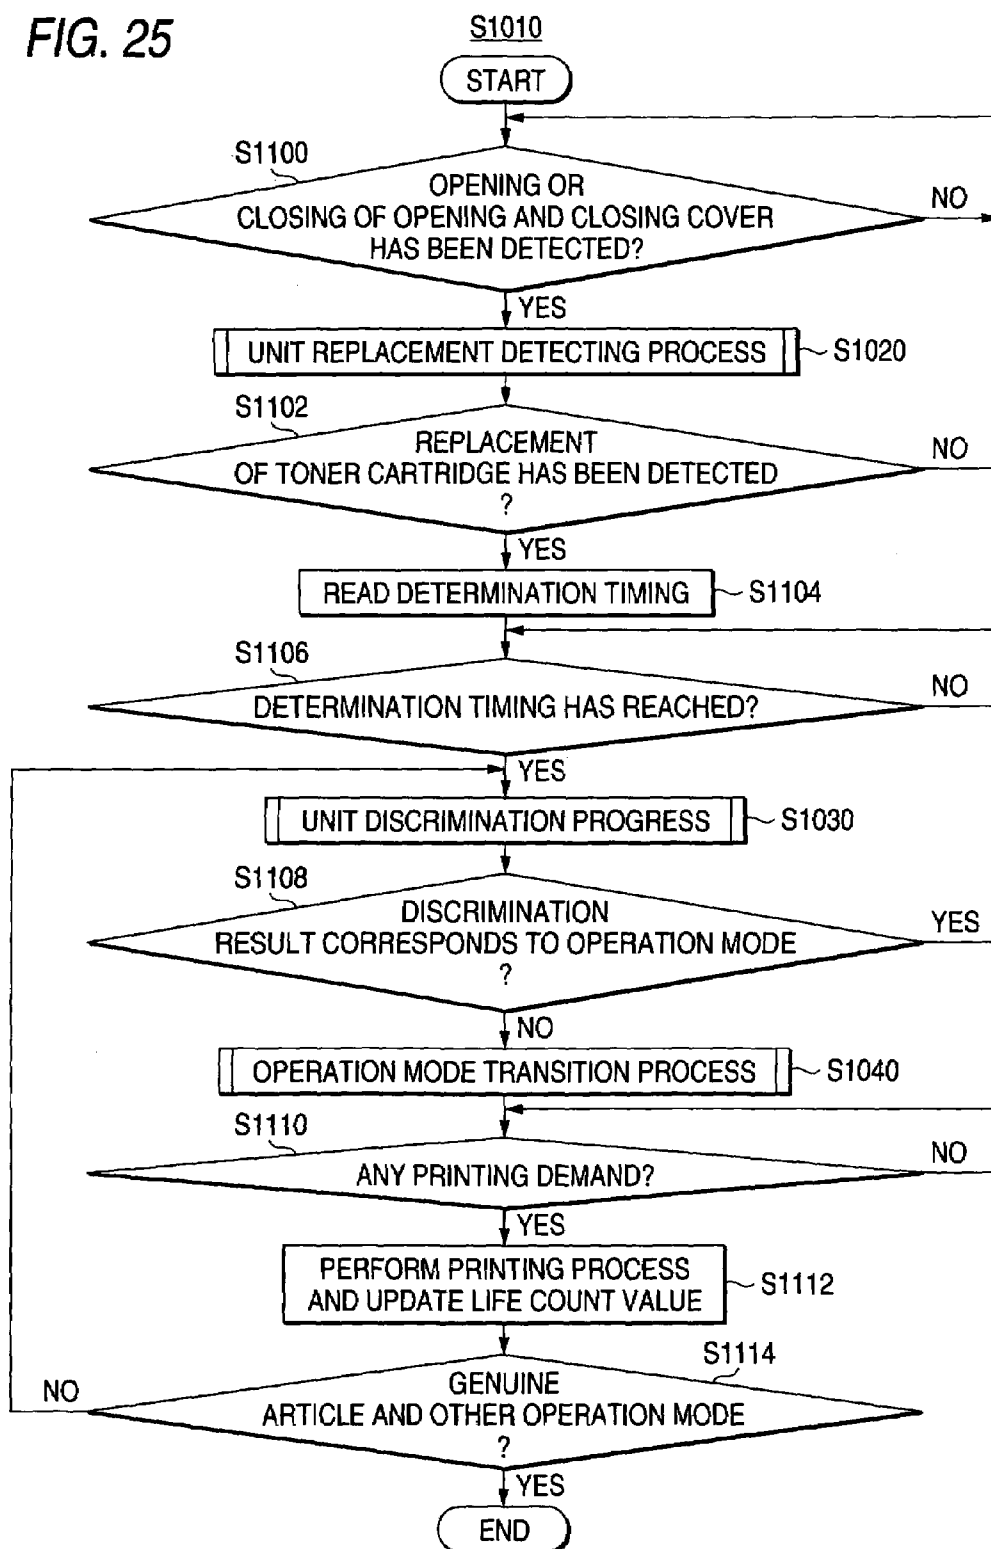 FIG. 25
S1010
START
S1100
OPENING OR
CLOSING OF OPENING AND CLOSING COVER
HAS BEEN DETECTED?
NO
YES
UNIT REPLACEMENT DETECTING PROCESS
S1020
S1102
REPLACEMENT
OF TONER CARTRIDGE HAS BEEN DETECTED
?
NO
YES
READ DETERMINATION TIMING
S1104
S1106
DETERMINATION TIMING HAS REACHED?
NO
YES
UNIT DISCRIMINATION PROGRESS
S1030
S1108
DISCRIMINATION
RESULT CORRESPONDS TO OPERATION MODE
?
YES
NO
OPERATION MODE TRANSITION PROCESS
S1040
S1110
ANY PRINTING DEMAND?
NO
YES
PERFORM PRINTING PROCESS
AND UPDATE LIFE COUNT VALUE
S1112
S1114
GENUINE
ARTICLE AND OTHER OPERATION MODE
?
NO
YES
END